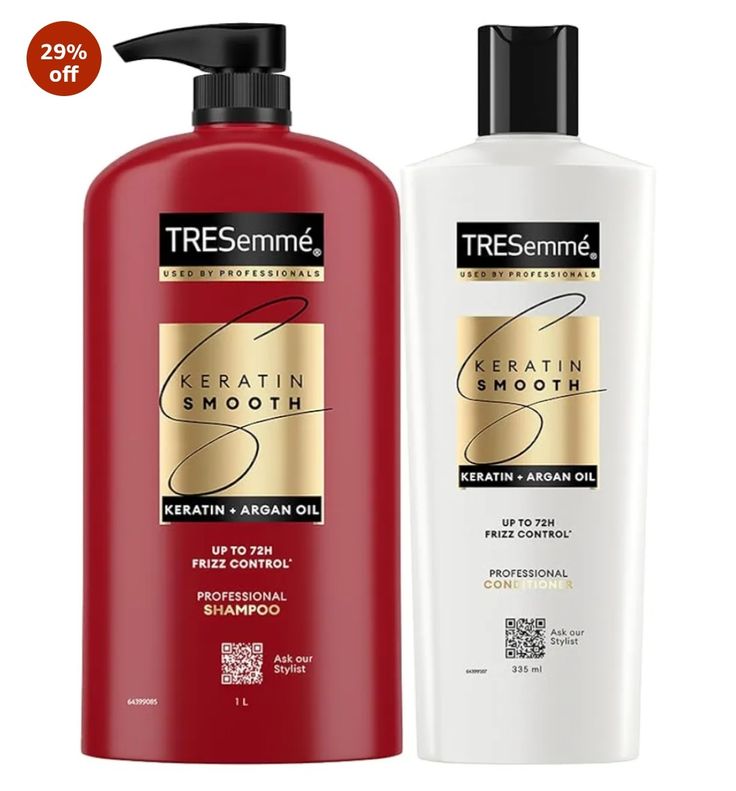 29%
off
TRESemmé®
USED BY PROFESSIONALS
KERATIN
SMOOTH
KERATIN + ARGAN OIL
UP TO 72H
FRIZZ CONTROL*
PROFESSIONAL
SHAMPOO
Ask our
Stylist
64399085
1 L
TRESemmé®
USED BY PROFESSIONALS
KERATIN
SMOOTH
KERATIN + ARGAN OIL
UP TO 72H
FRIZZ CONTROL*
PROFESSIONAL
CONDITIONER
Ask our
Stylist
335 ml